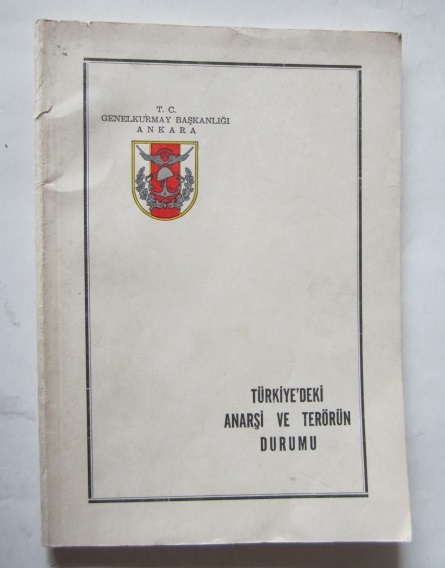 T. C.
GENELKURMAY BAŞKANLIĞI
ANKARA
TÜRKİYE'DEKİ
ANARŞİ VE TERÖRÜN
DURUMU